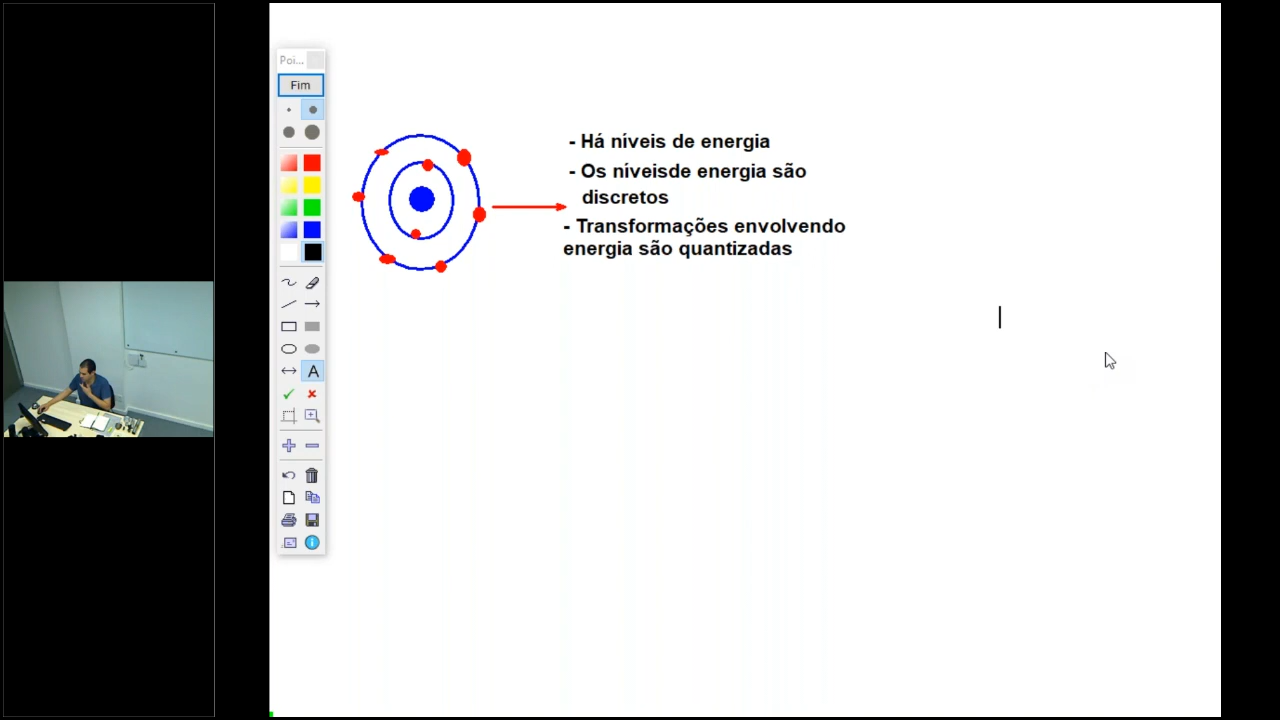 Poi...
Fim
- Há níveis de energia
- Os níveisde energia são
discretos
- Transformações envolvendo
energia são quantizadas
A